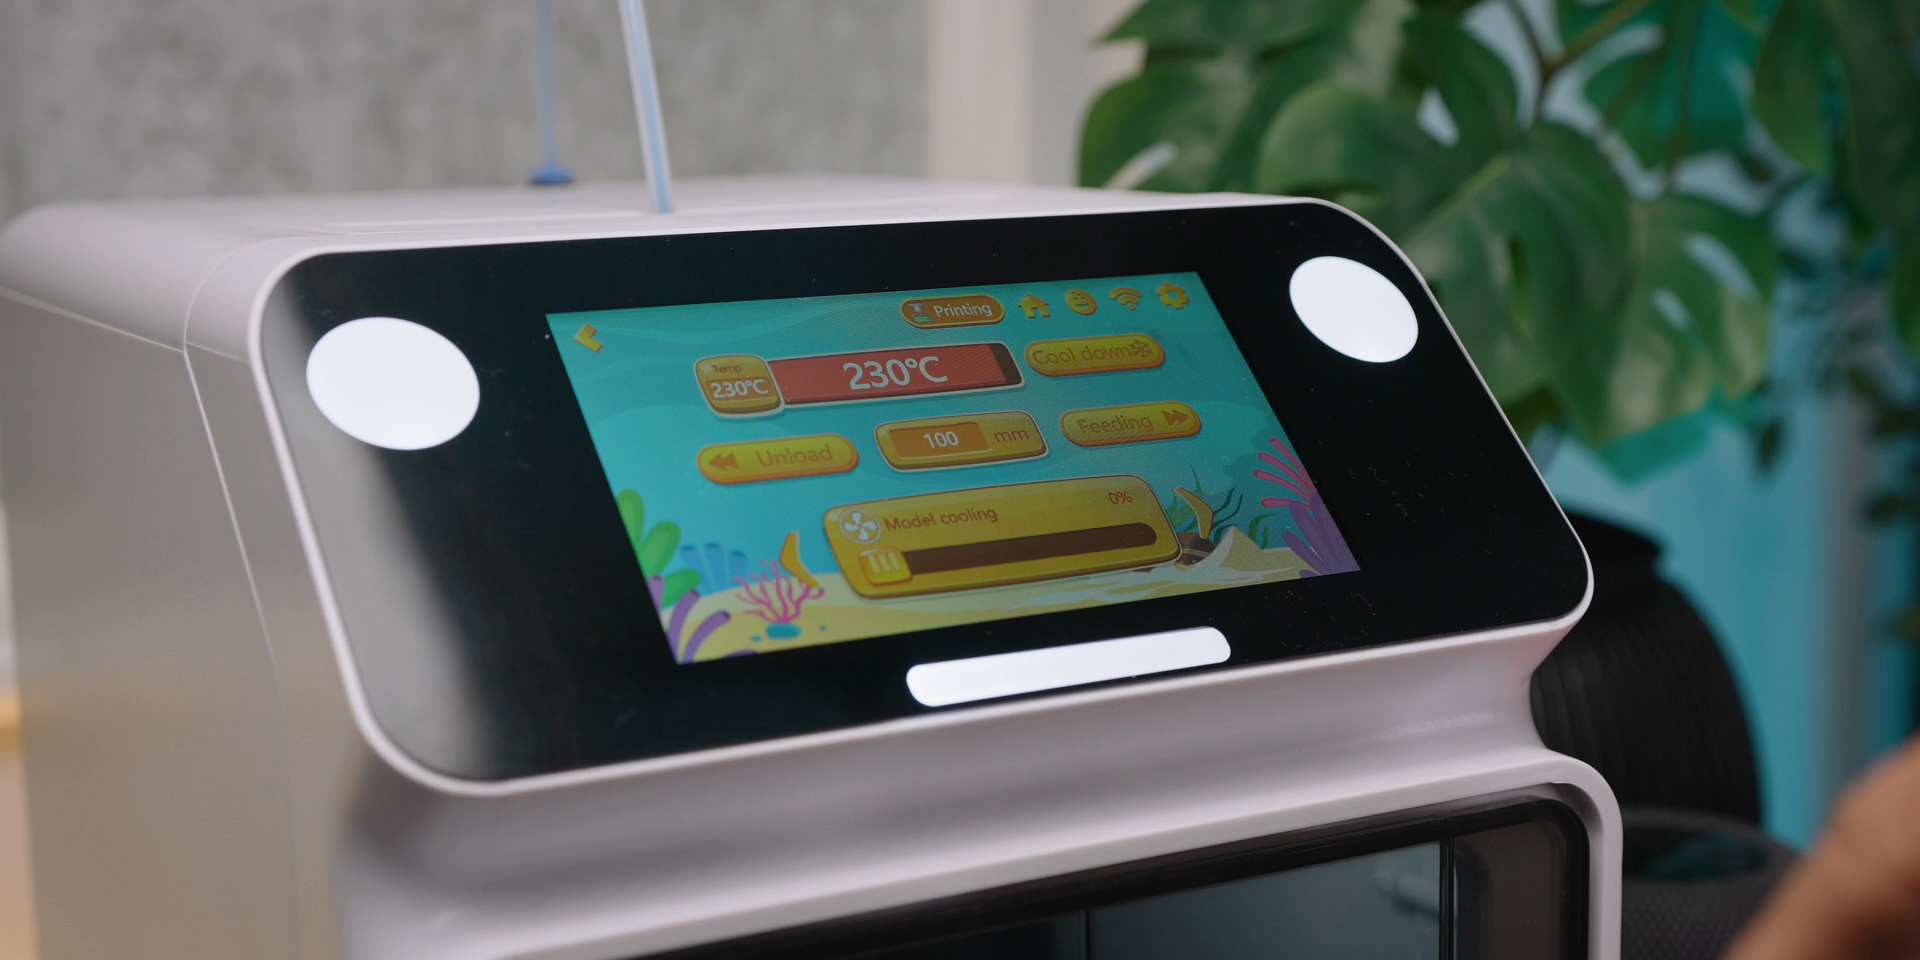 Printing
Temp
230°C
230°C
Cool down
Unload
100 mm
Feeding
Model cooling
0%